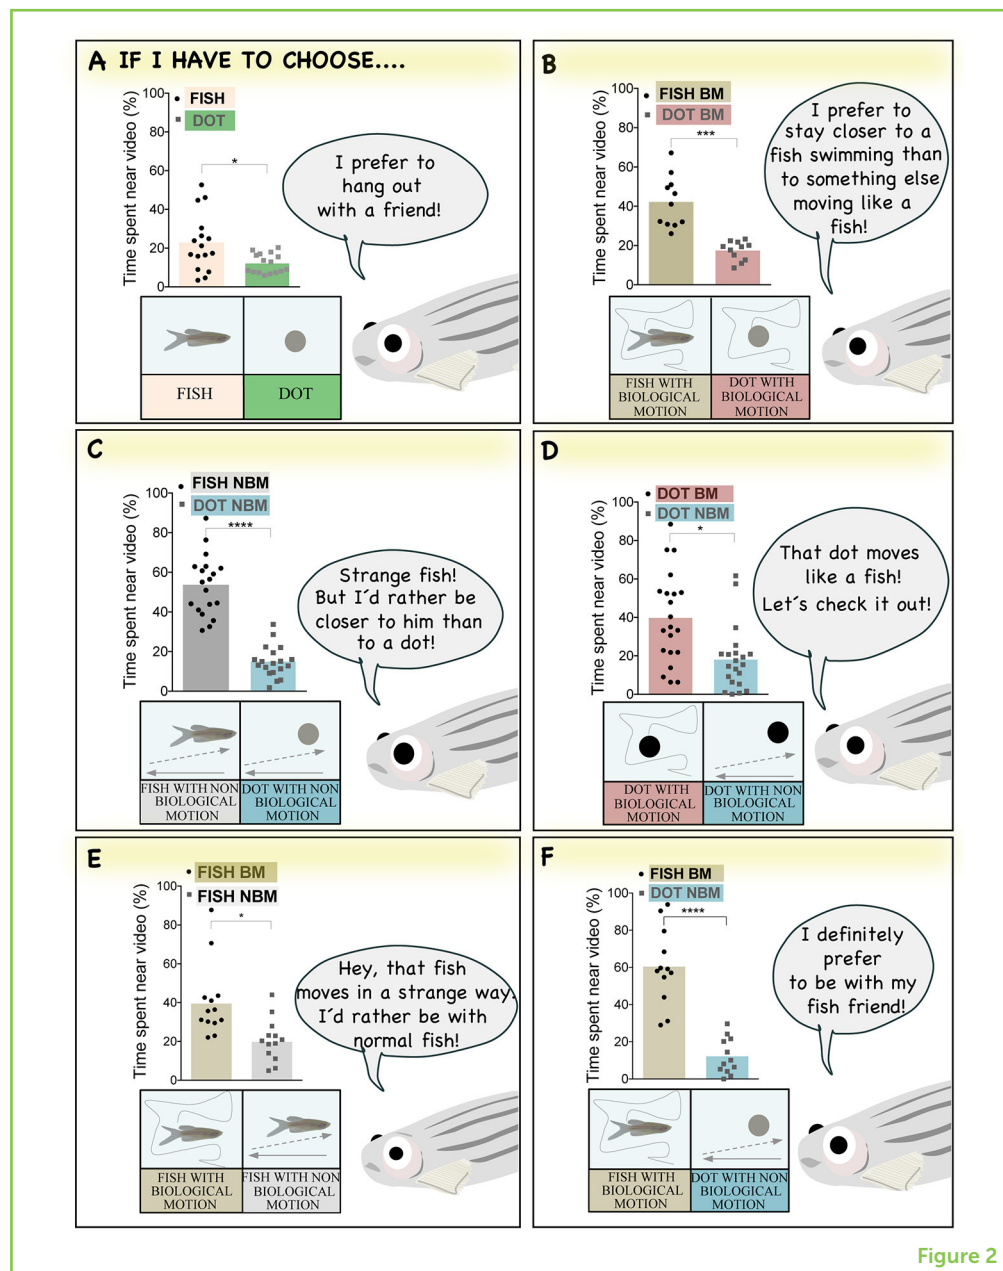 A IF I HAVE TO CHOOSE....
FISH
DOT
Time spent near video (%)
100
80
60
40
20
0
*
I prefer to
hang out
with a friend!
FISH
DOT
B
FISH BM
DOT BM
Time spent near video (%)
100
80
60
40
20
0
***
I prefer to
stay closer to a
fish swimming than
to something else
moving like a
fish!
FISH WITH
BIOLOGICAL
MOTION
DOT WITH
BIOLOGICAL
MOTION
C
FISH NBM
DOT NBM
Time spent near video (%)
100
80
60
40
20
0
****
Strange fish!
But I´d rather be
closer to him than
to a dot!
FISH WITH NON
BIOLOGICAL
MOTION
DOT WITH NON
BIOLOGICAL
MOTION
D
DOT BM
DOT NBM
Time spent near video (%)
100
80
60
40
20
0
*
That dot moves
like a fish!
Let´s check it out!
DOT WITH
BIOLOGICAL
MOTION
DOT WITH NON
BIOLOGICAL
MOTION
E
FISH BM
FISH NBM
Time spent near video (%)
100
80
60
40
20
0
*
Hey, that fish
moves in a strange way.
I´d rather be with
normal fish!
FISH WITH
BIOLOGICAL
MOTION
FISH WITH NON
BIOLOGICAL
MOTION
F
FISH BM
DOT NBM
Time spent near video (%)
100
80
60
40
20
0
****
I definitely
prefer
to be with my
fish friend!
FISH WITH
BIOLOGICAL
MOTION
DOT WITH NON
BIOLOGICAL
MOTION
Figure 2